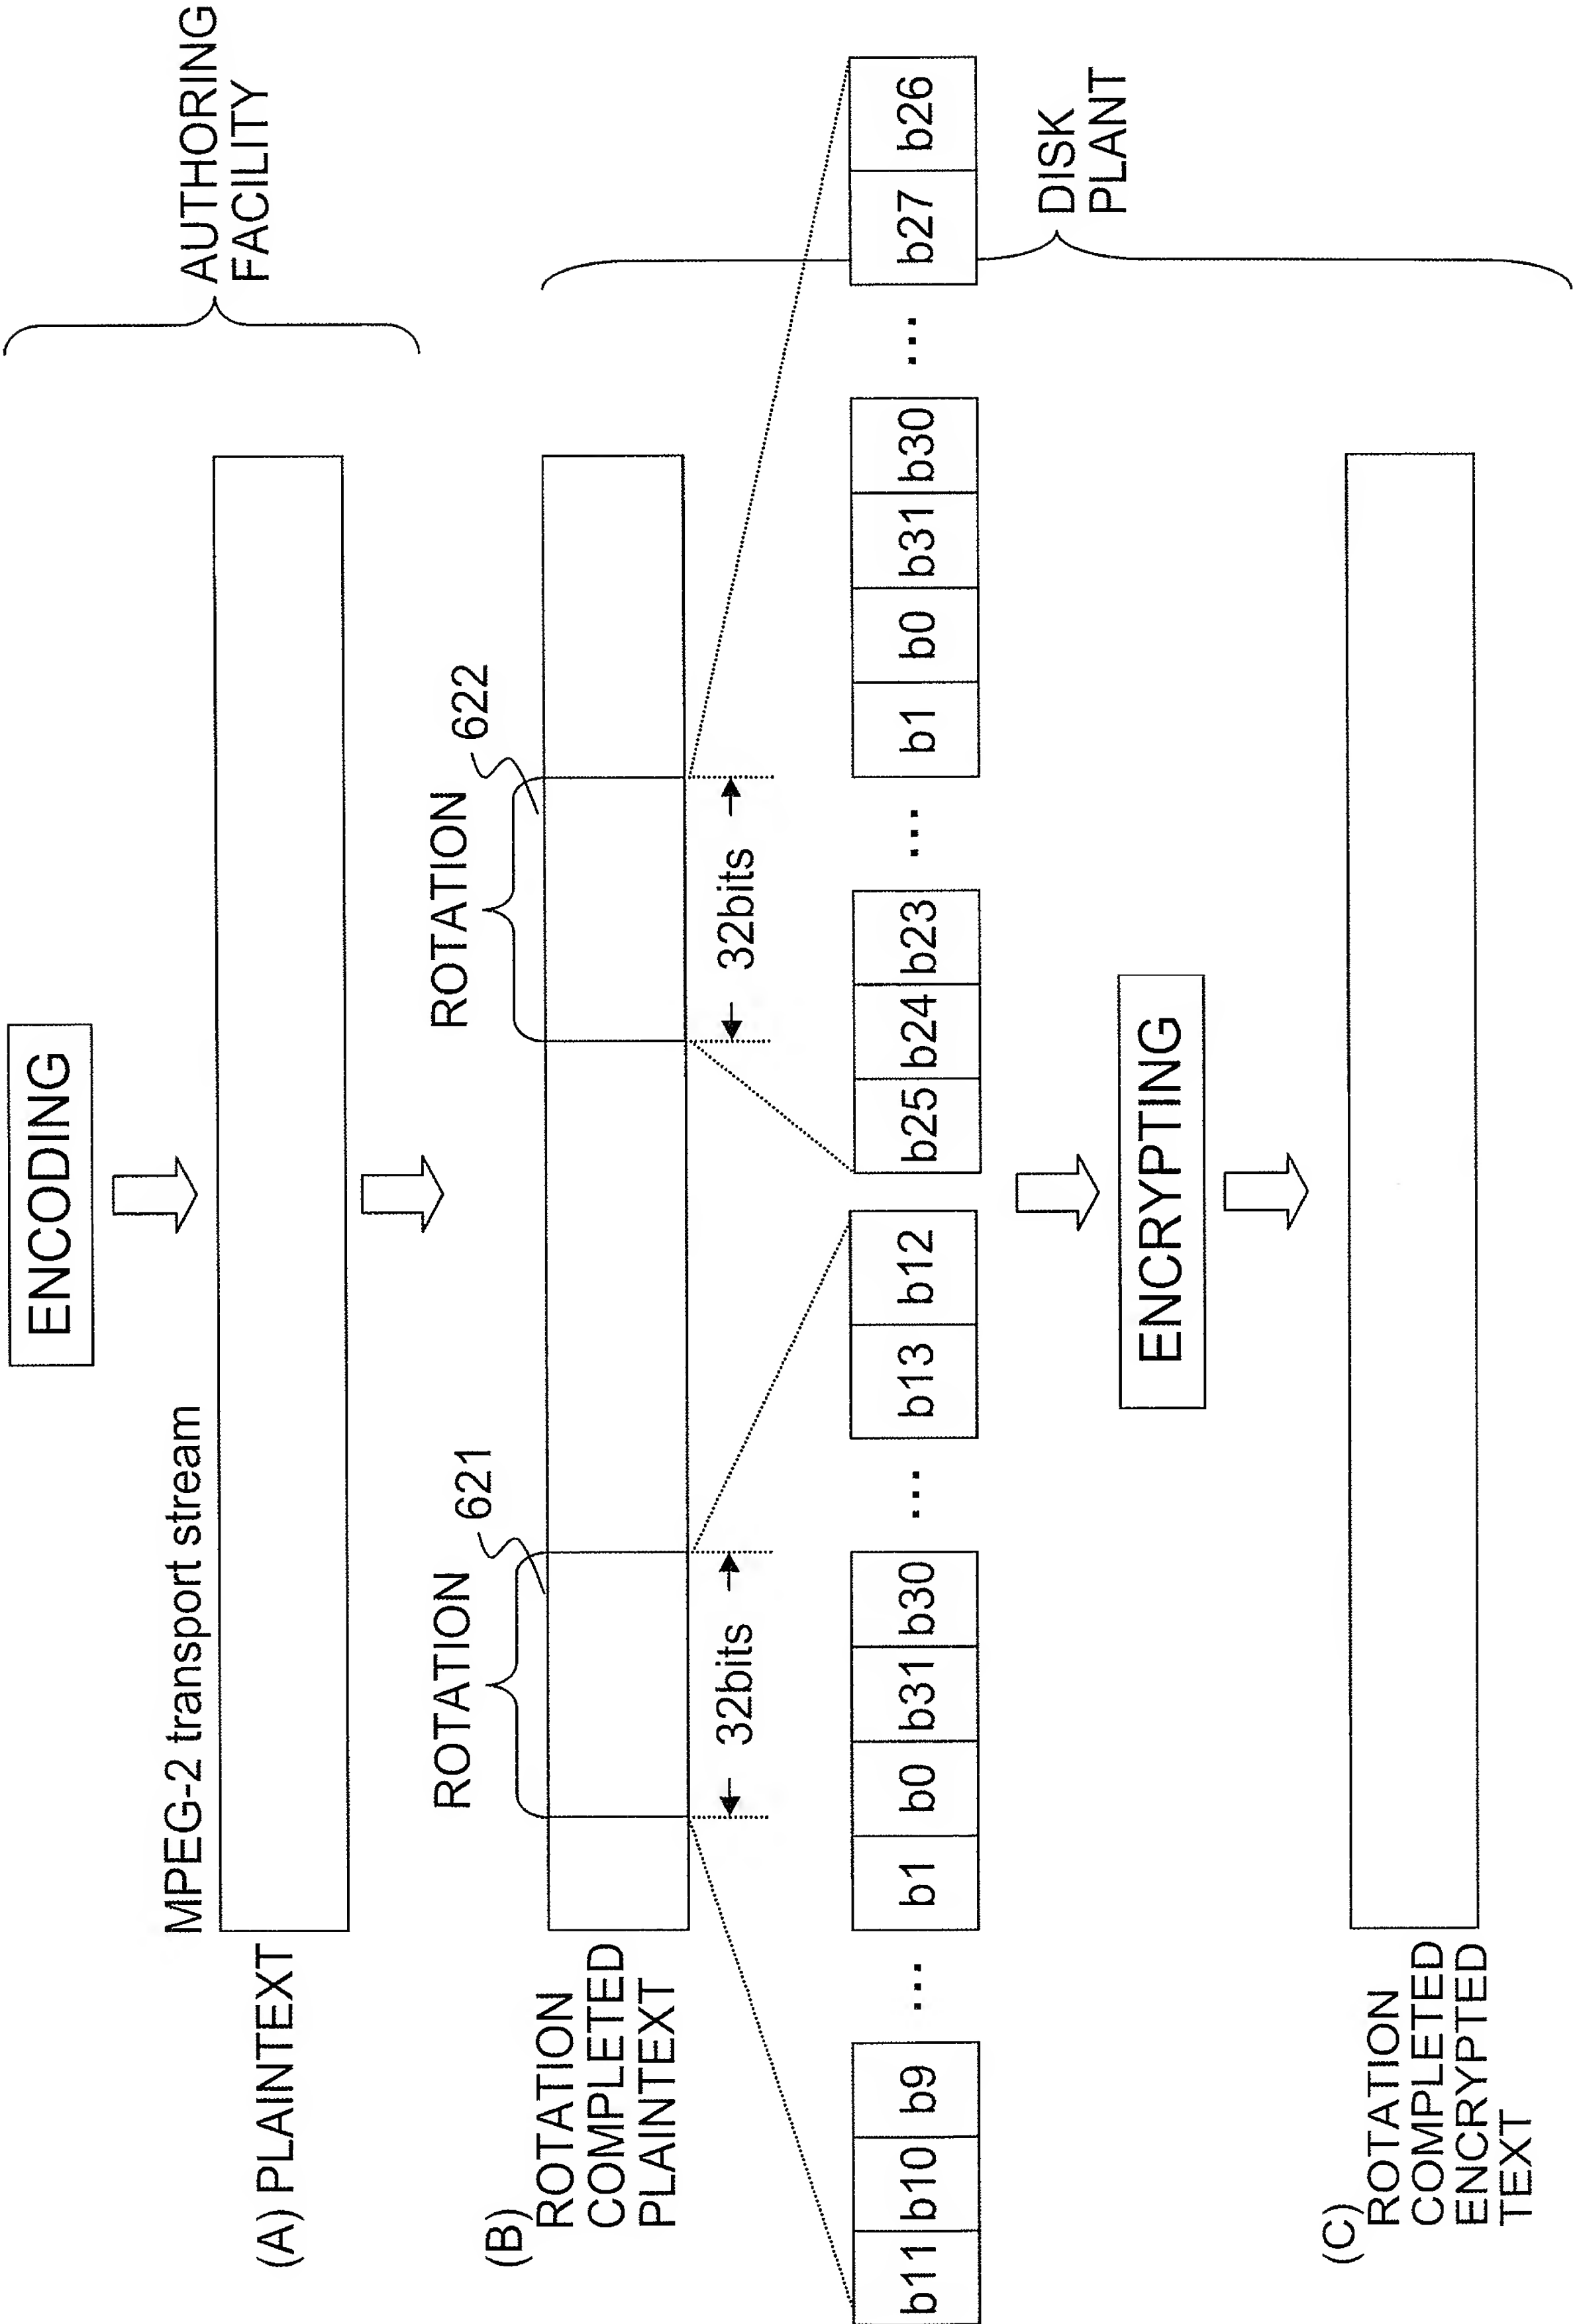 ENCODING
AUTHORING
FACILITY
MPEG-2 transport stream
(A) PLAINTEXT
(B)
ROTATION
COMPLETED
PLAINTEXT
ROTATION
621
ROTATION
622
32bits
32bits
b11 b10 b9 ... b1 b0 b31 b30 ... b13 b12
b25 b24 b23 ... b1 b0 b31 b30 ... b27 b26
DISK
PLANT
ENCRYPTING
(C)
ROTATION
COMPLETED
ENCRYPTED
TEXT